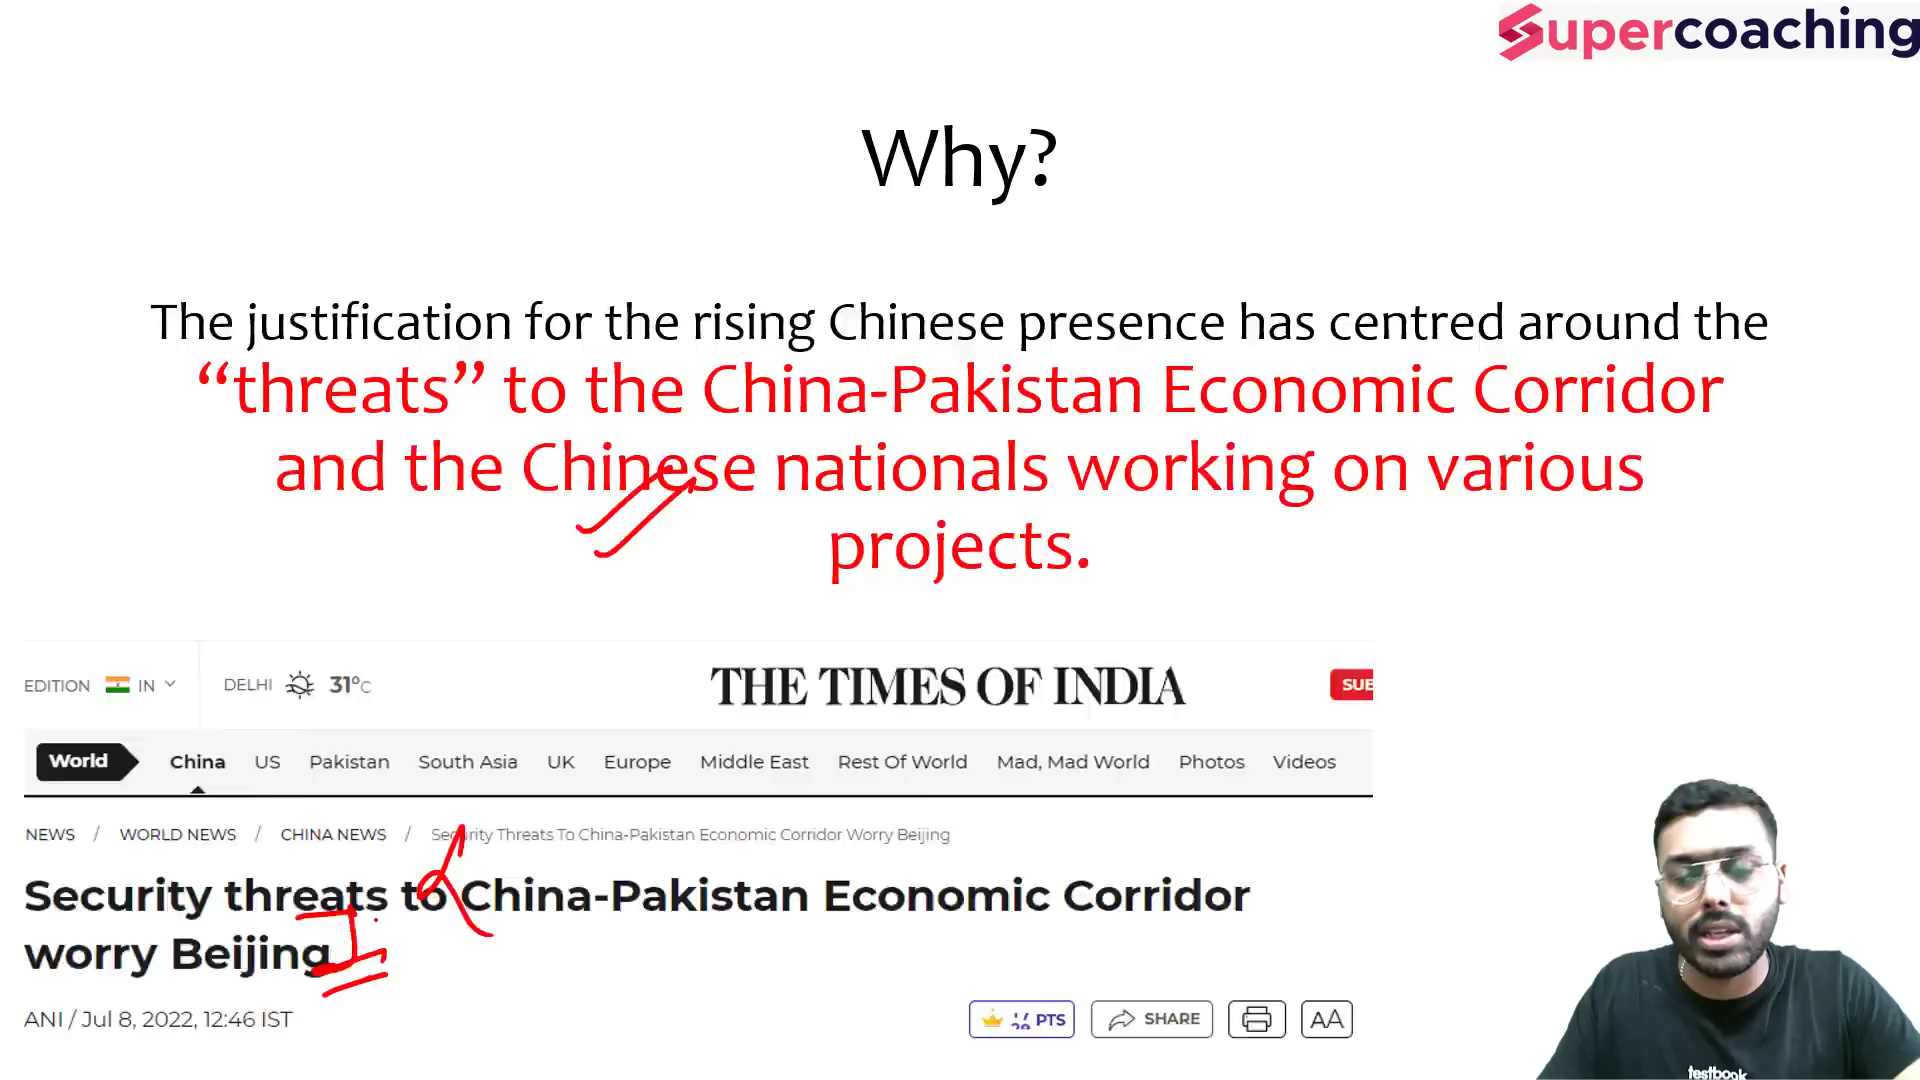 Supercoaching
Why?
The justification for the rising Chinese presence has centred around the
“threats” to the China-Pakistan Economic Corridor
and the Chinese nationals working on various
projects.
EDITION IN DELHI 31°C THE TIMES OF INDIA SUB
World China US Pakistan South Asia UK Europe Middle East Rest Of World Mad, Mad World Photos Videos
NEWS / WORLD NEWS / CHINA NEWS / Security Threats To China-Pakistan Economic Corridor Worry Beijing
Security threats to China-Pakistan Economic Corridor
worry Beijing
ANI / Jul 8, 2022, 12:46 IST PTS SHARE AA
testbook